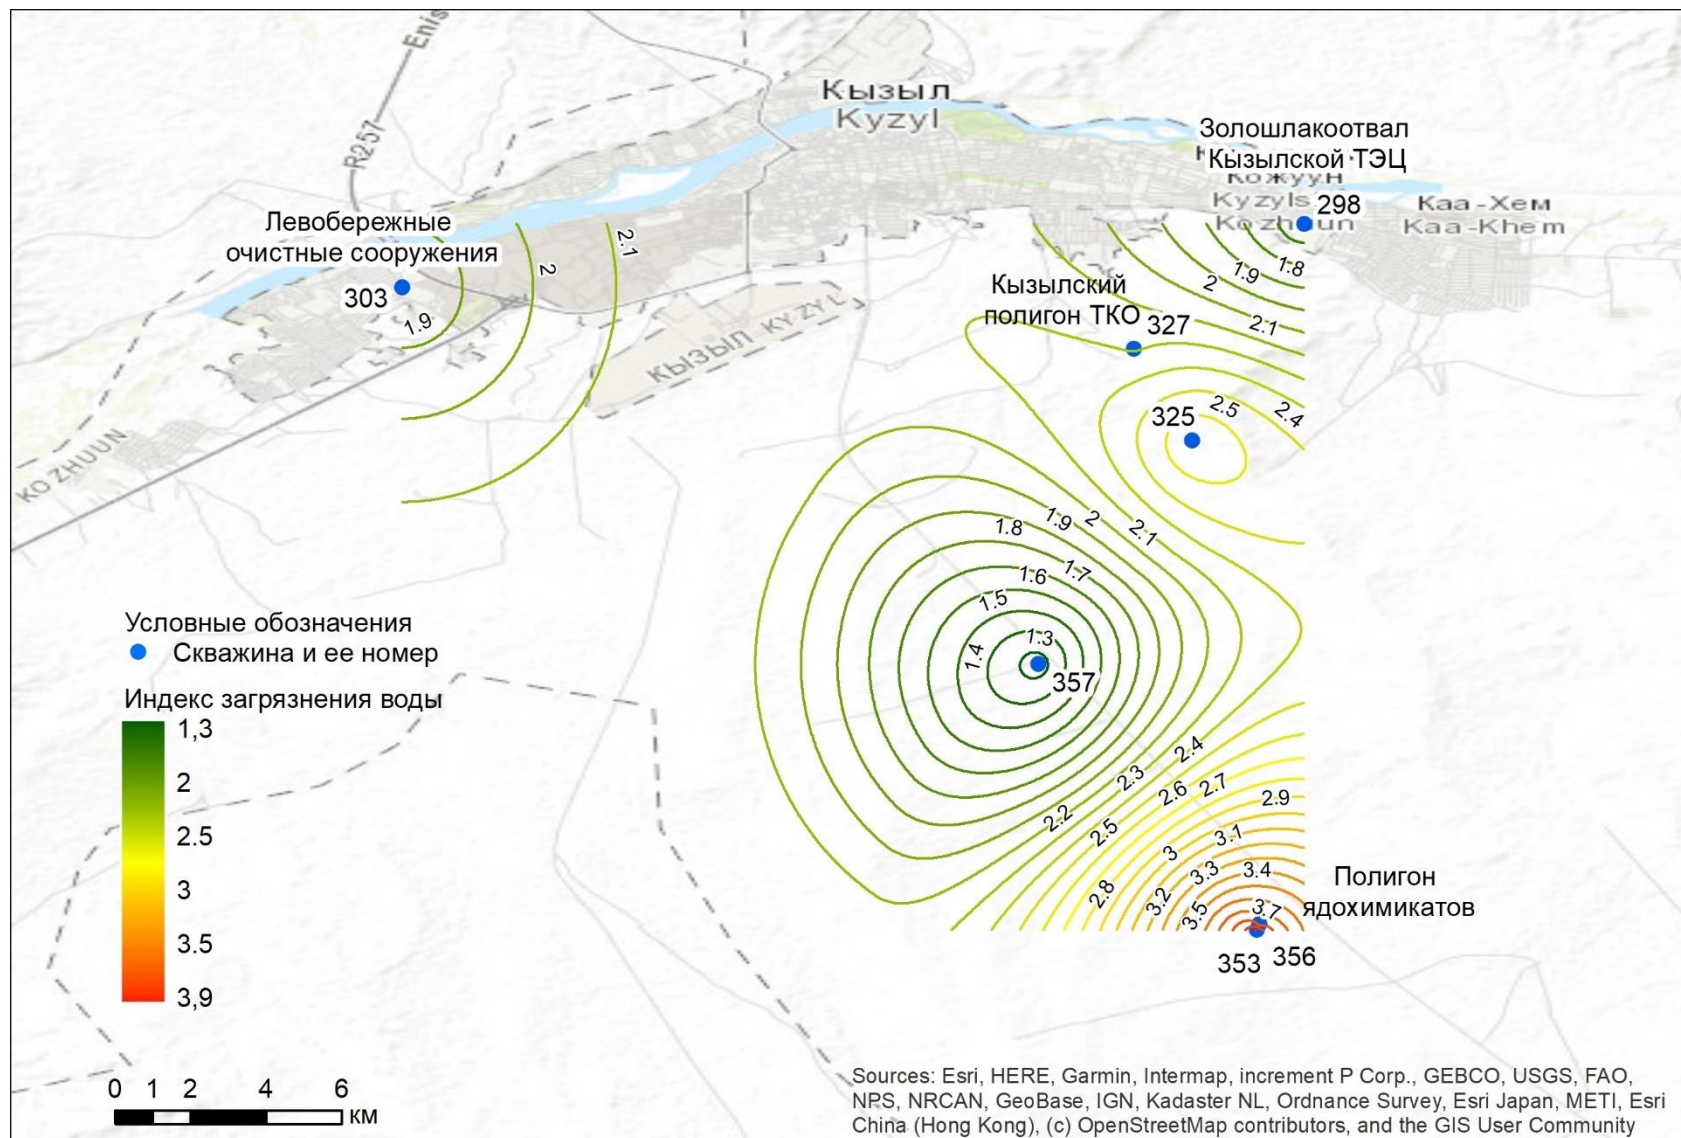 Enis
R257
Кызыл
Kyzyl
Золошлакоотвал
Кызылской ТЭЦ
Кожуун
Kyzyls
Kozhuun
298
Каа-Хем
Kaa-Khem
Левобережные
очистные сооружения
303
1.9
2
2.1
1.8
1.9
2
2.1
Кызылский
полигон ТКО
327
КЫЗЫЛ KYZYL
KOZHUUN
325
2.5
2.4
1.8
1.9
2
2.1
1.6
1.7
1.5
1.3
1.4
357
Условные обозначения
Скважина и ее номер
Индекс загрязнения воды
1,3
2
2.5
3
3.5
3,9
2.4
2.3
2.7
2.6
2.9
2.2
2.5
3.1
3
3.3
3.4
2.8
3.2
3.5
3.7
Полигон
ядохимикатов
353
356
0 1 2 4 6
км
Sources: Esri, HERE, Garmin, Intermap, increment P Corp., GEBCO, USGS, FAO,
NPS, NRCAN, GeoBase, IGN, Kadaster NL, Ordnance Survey, Esri Japan, METI, Esri
China (Hong Kong), (c) OpenStreetMap contributors, and the GIS User Community